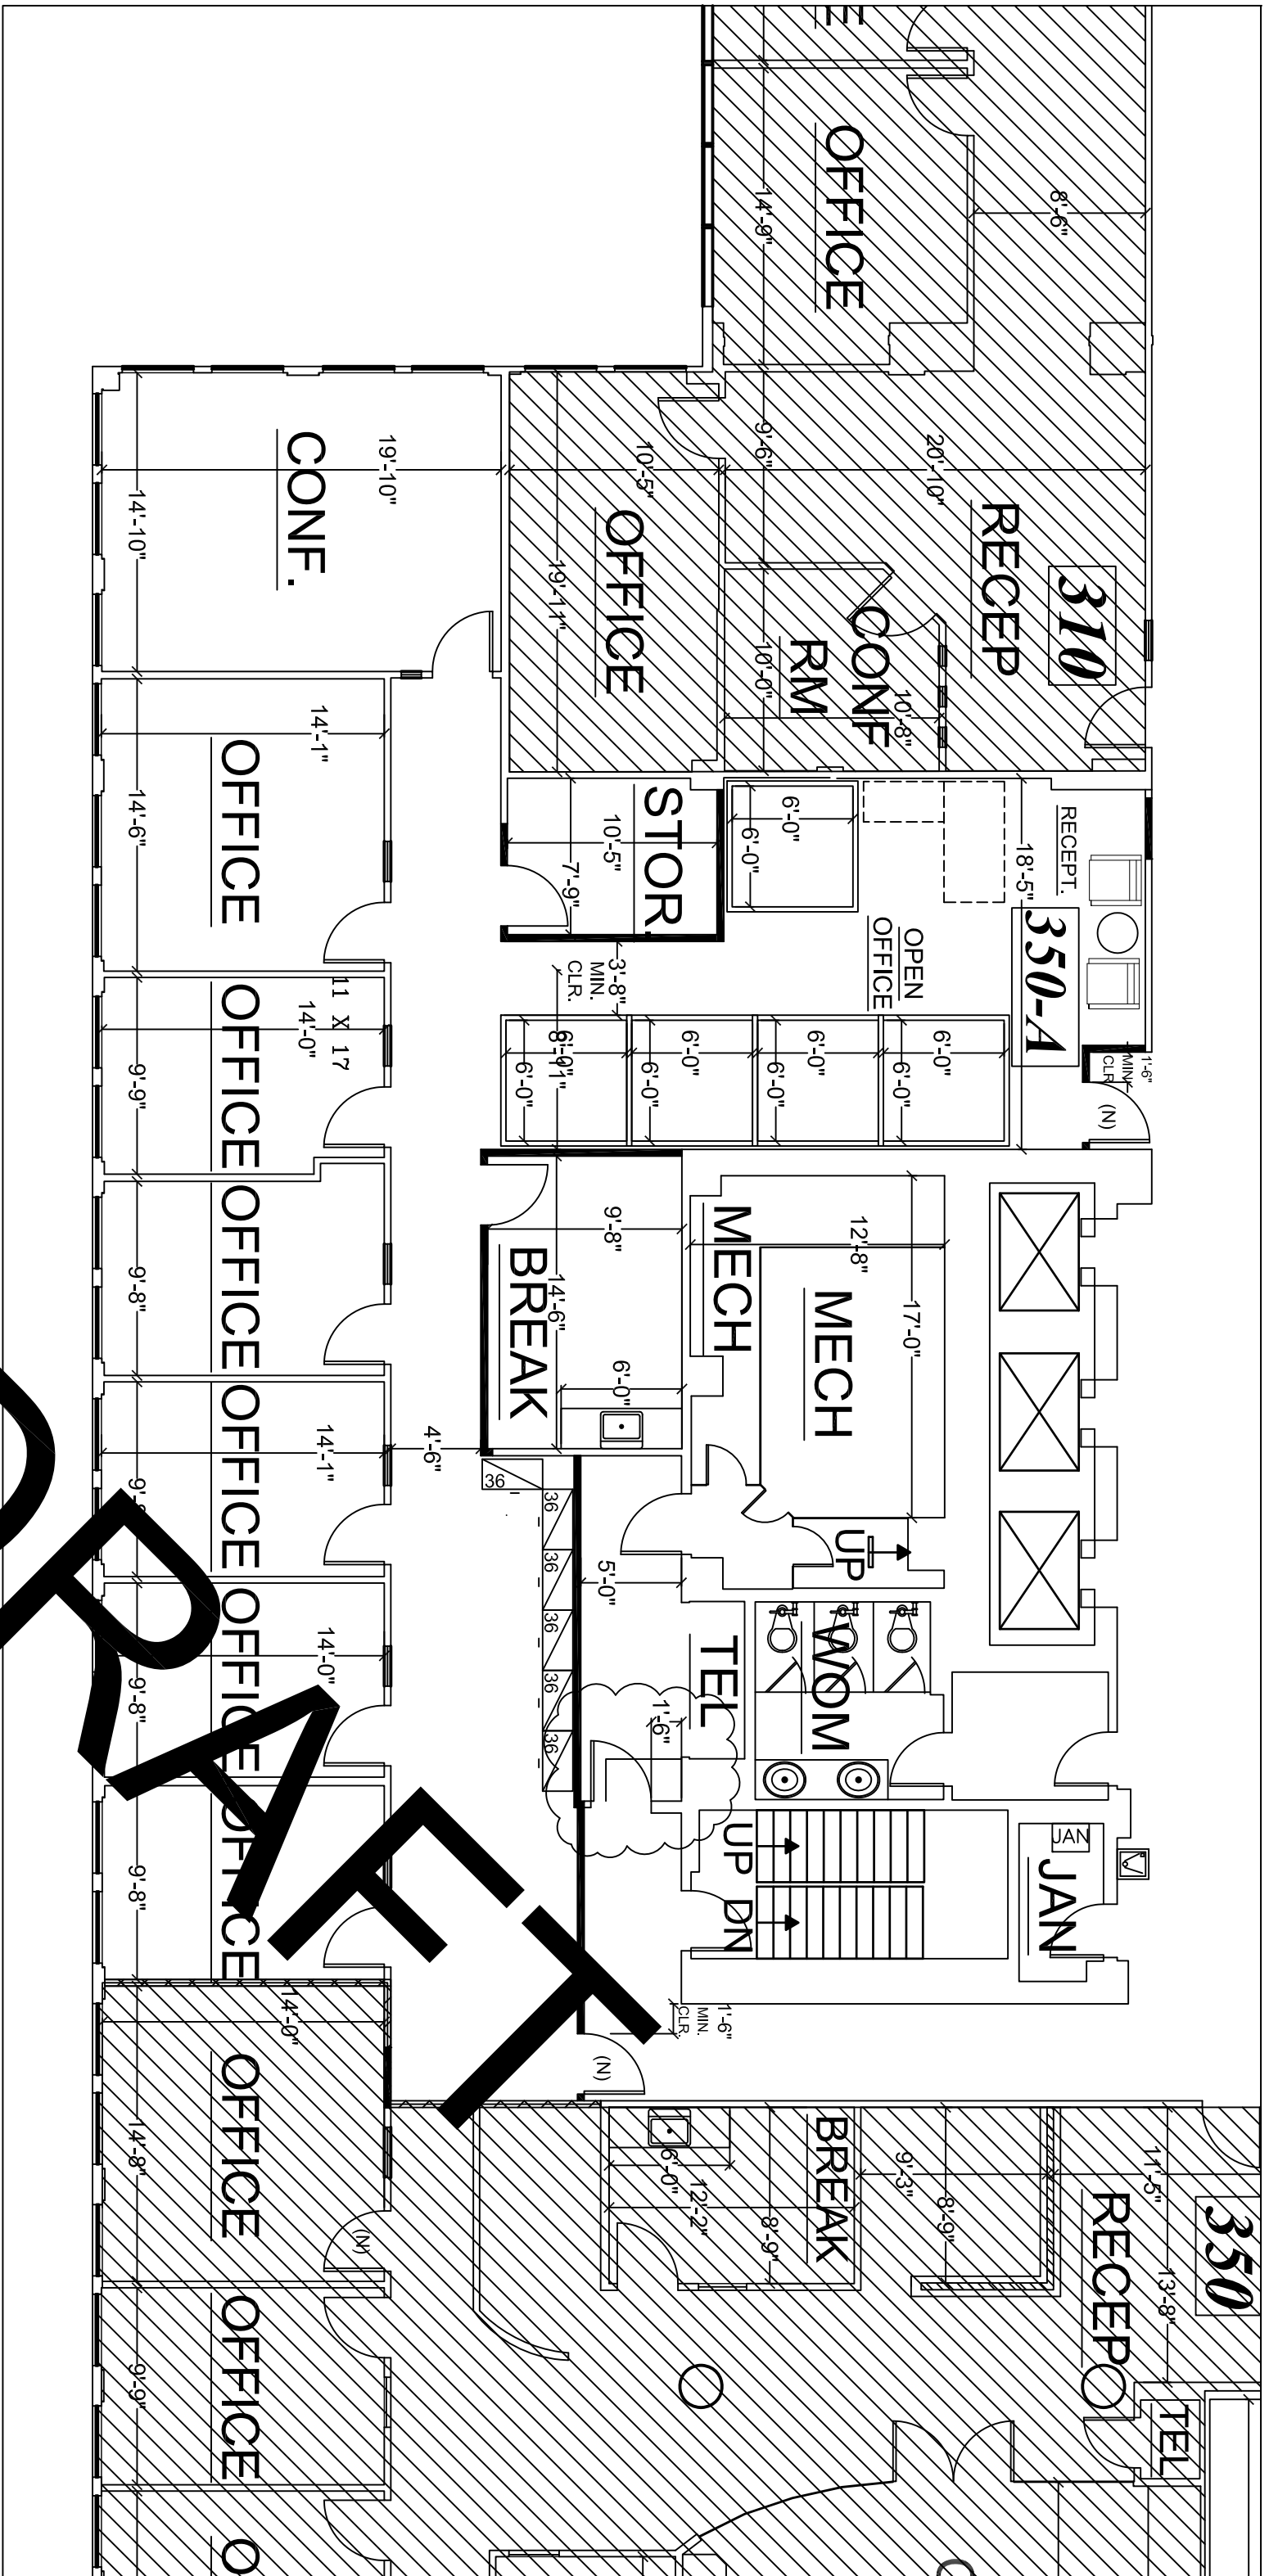 E
OFFICE
14'-9"
8'-6"
CONF.
19'-10"
14'-10"
OFFICE
10'-5"
19'-11"
9'-6"
20'-10"
RECEP
310
CONF
RM
10'-0"
10'-8"
OFFICE
14'-1"
14'-6"
STOR.
10'-5"
7'-9"
6'-0"
6'-0"
RECEPT.
18'-5"
350-A
OPEN
OFFICE
3'-8"
MIN.
CLR.
1'-6"
MIN.
CLR.
(N)
6'-0"
8'-11"
6'-0"
6'-0"
6'-0"
6'-0"
6'-0"
6'-0"
6'-0"
OFFICE
11 X 17
14'-0"
9'-9"
OFFICE
9'-8"
BREAK
9'-8"
14'-6"
6'-0"
MECH
12'-8"
17'-0"
MECH
OFFICE
14'-1"
4'-6"
36
36
36
36
36
36
5'-0"
UP
OFFICE
14'-0"
9'-8"
TEL
WOM
1'-6"
OFFICE
9'-8"
UP
DN
JAN
JAN
1'-6"
MIN.
CLR.
(N)
OFFICE
14'-0"
14'-8"
(N)
BREAK
6'-0"
12'-2"
8'-9"
9'-3"
8'-9"
11'-5"
RECEP
13'-8"
350
OFFICE
9'-9"
TEL
O
DRAFT